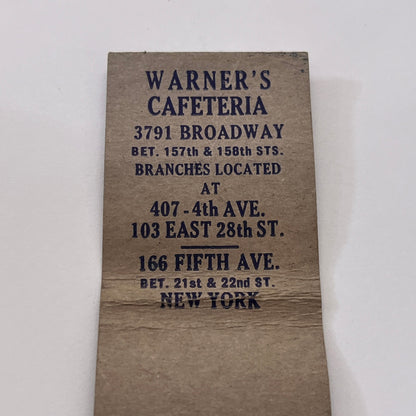 WARNER'S
CAFETERIA
3791 BROADWAY
BET. 157th & 158th STS.
BRANCHES LOCATED
AT
407 - 4th AVE.
103 EAST 28th ST.
166 FIFTH AVE.
BET. 21st & 22nd ST.
NEW YORK